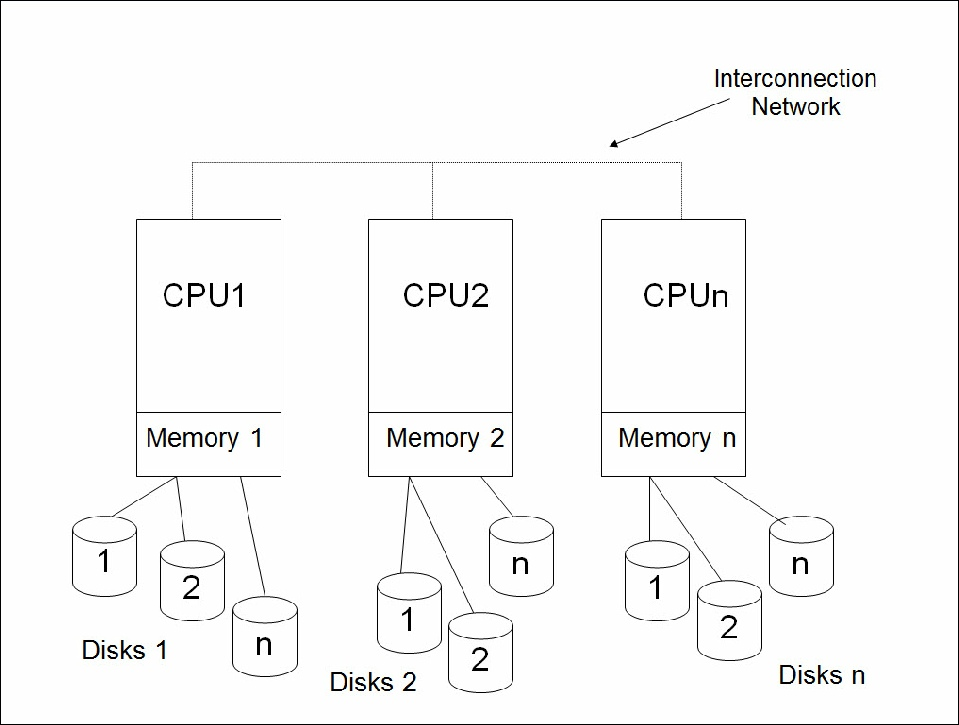 Interconnection
Network
CPU1
CPU2
CPUn
Memory 1
Memory 2
Memory n
1
2
n
Disks 1
1
2
n
Disks 2
1
2
n
Disks n